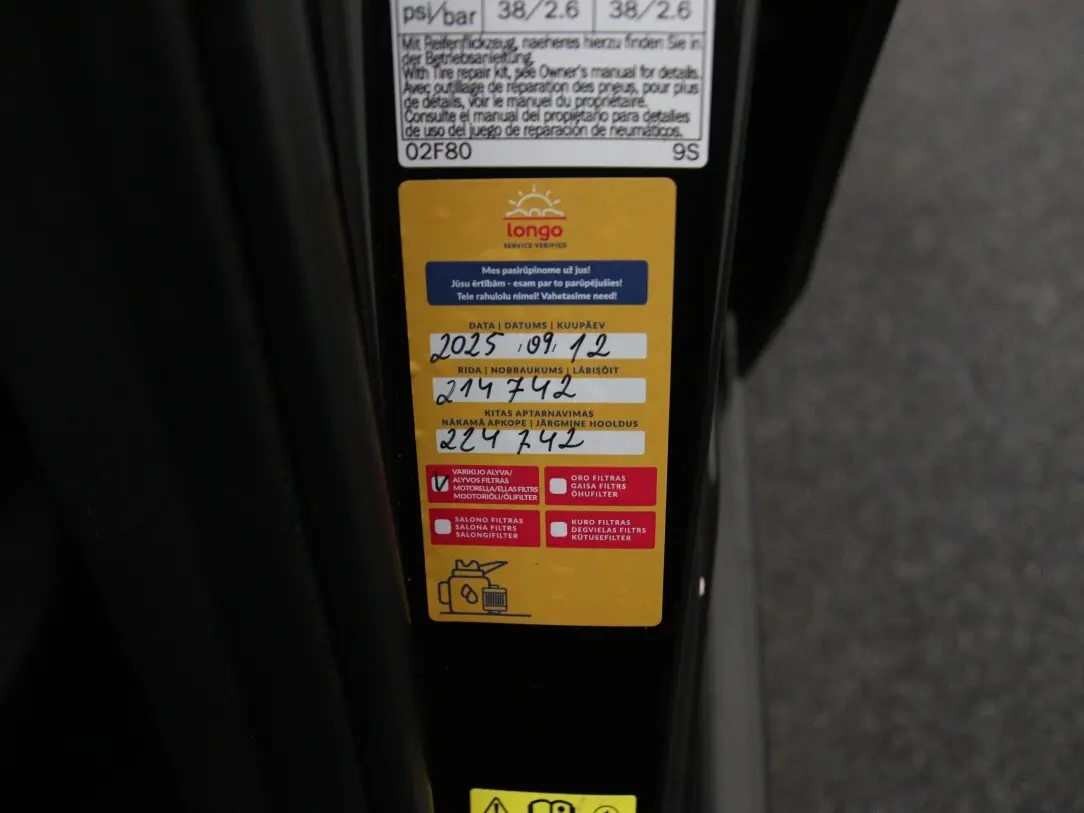 psi/bar 38/2.6 38/2.6
Mit Reifenflickzeug, naeheres hierzu finden Sie in
der Betriebsanleitung.
With Tire repair kit, see Owner's manual for details.
Avec outillage de réparation des pneus, pour plus
de détails, voir le manuel du propriétaire.
Consulte el manual del propietario para detalles
de uso del juego de reparación de neumáticos.
02F80 9S
longo
SERVICE VERIFIED
Mes pasirūpinome už jus!
Jūsu ērtībām - esam par to parūpējušies!
Teie rahulolu nimel! Vahetasime need!
DATA | DATUMS | KUUPÄEV
2025.09.12
RIDA | NOBRAUKUMS | LÄBISÕIT
214742
KITAS APTARNAVIMAS
NĀKAMĀ APKOPE | JÄRGMINE HOOLDUS
224742
V VARIKLIO ALYVA/
ALYVOS FILTRAS
MOTOREĻĻA/EĻĻAS FILTRS
MOOTORIÕLI/ÕLIFILTER
ORO FILTRAS
GAISA FILTRS
ÕHUFILTER
SALONO FILTRAS
SALONA FILTRS
SALONGIFILTER
KURO FILTRAS
DEGVIELAS FILTRS
KÜTUSEFILTER